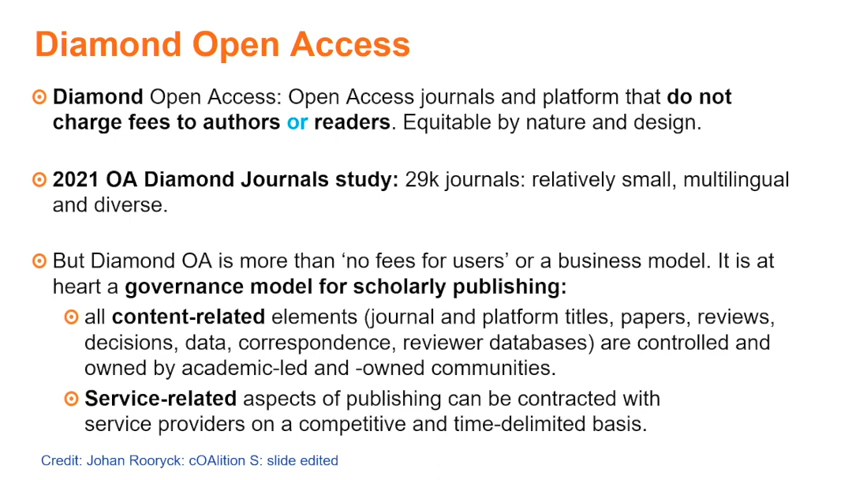 Diamond Open Access
Diamond Open Access: Open Access journals and platform that do not
charge fees to authors or readers. Equitable by nature and design.
2021 OA Diamond Journals study: 29k journals: relatively small, multilingual
and diverse.
But Diamond OA is more than ‘no fees for users’ or a business model. It is at
heart a governance model for scholarly publishing:
all content-related elements (journal and platform titles, papers, reviews,
decisions, data, correspondence, reviewer databases) are controlled and
owned by academic-led and -owned communities.
Service-related aspects of publishing can be contracted with
service providers on a competitive and time-delimited basis.
Credit: Johan Rooryck: cOAlition S: slide edited